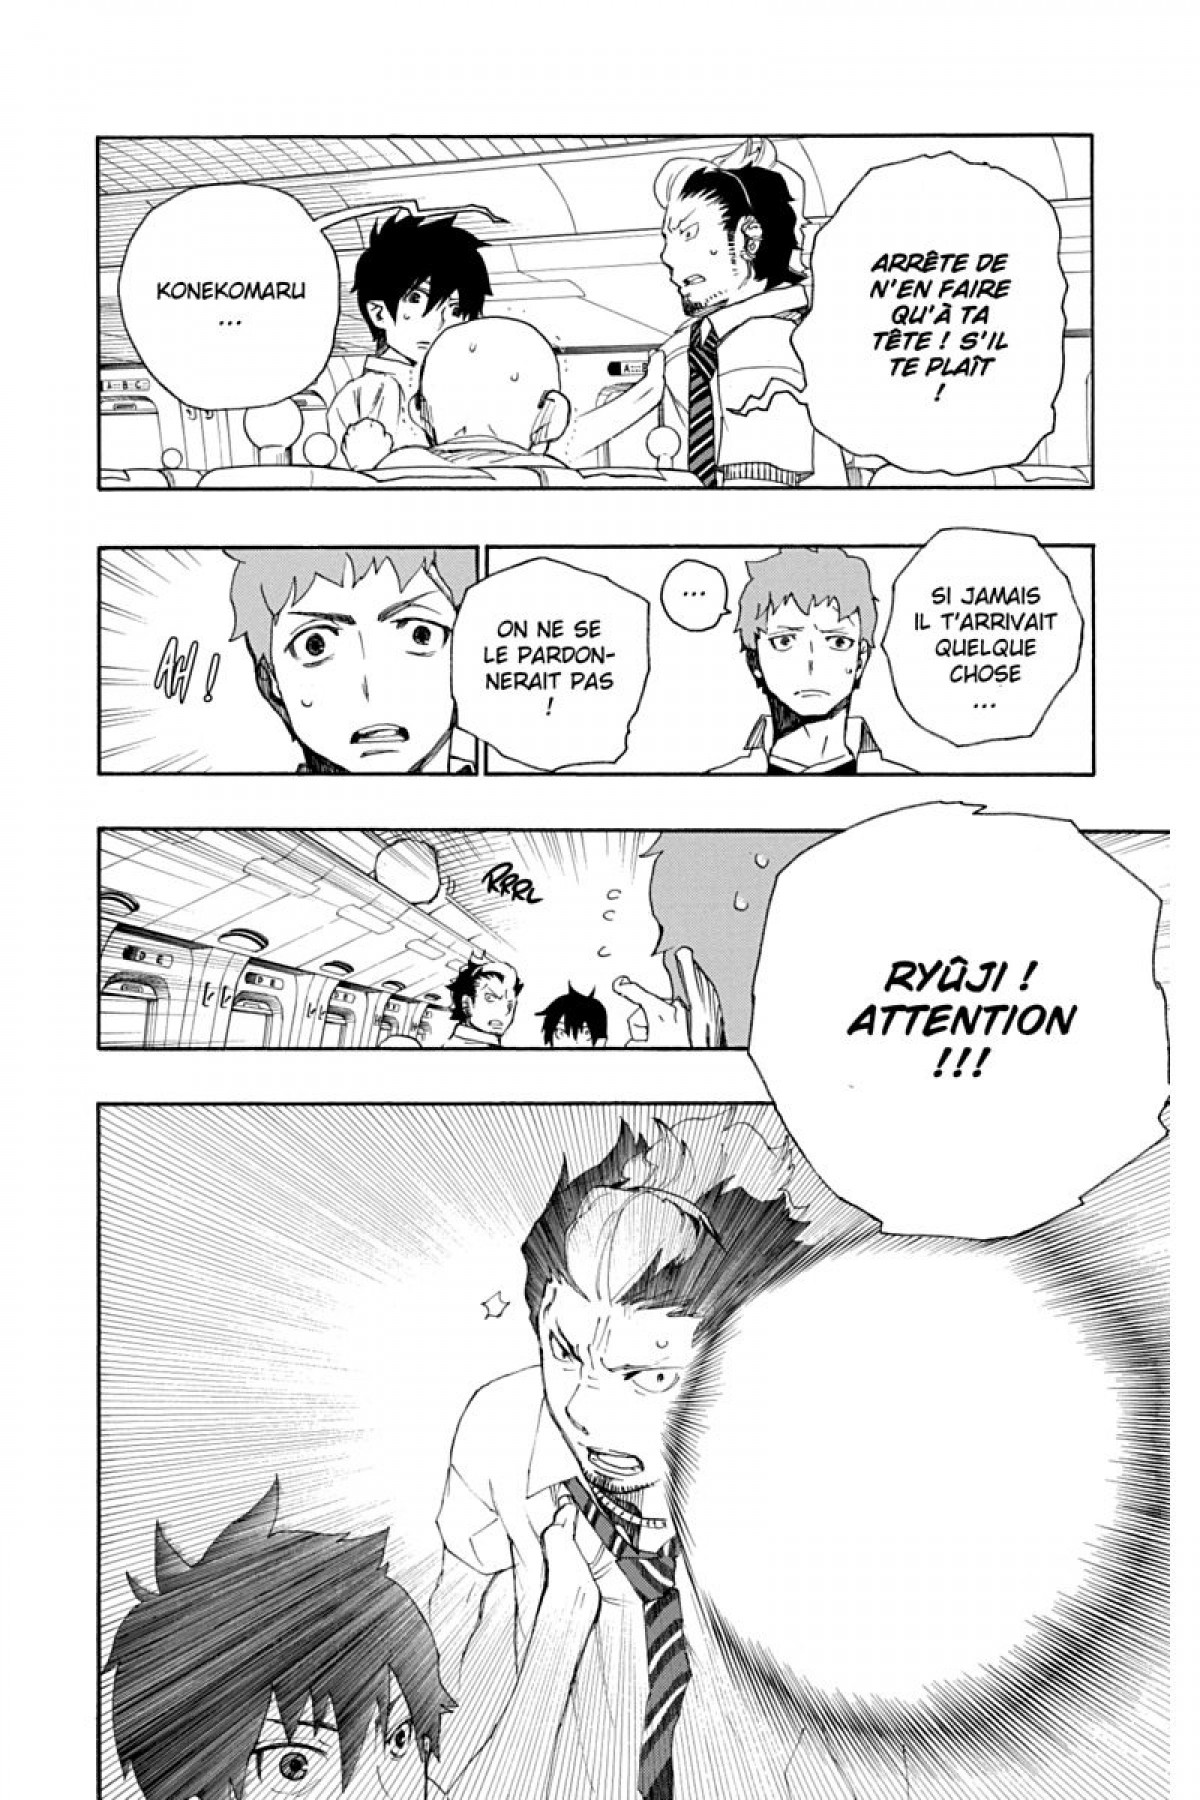 ARRÊTE DE
N'EN FAIRE
QU'À TA
TÊTE ! S'IL
TE PLAÎT
!
KONEKOMARU
...
A B C
A
SI JAMAIS
IL T'ARRIVAIT
QUELQUE
CHOSE
...
...
ON NE SE
LE PARDON-
NERAIT PAS
!
AH !
RYÛJI !
ATTENTION
!!!
RRRL
D E